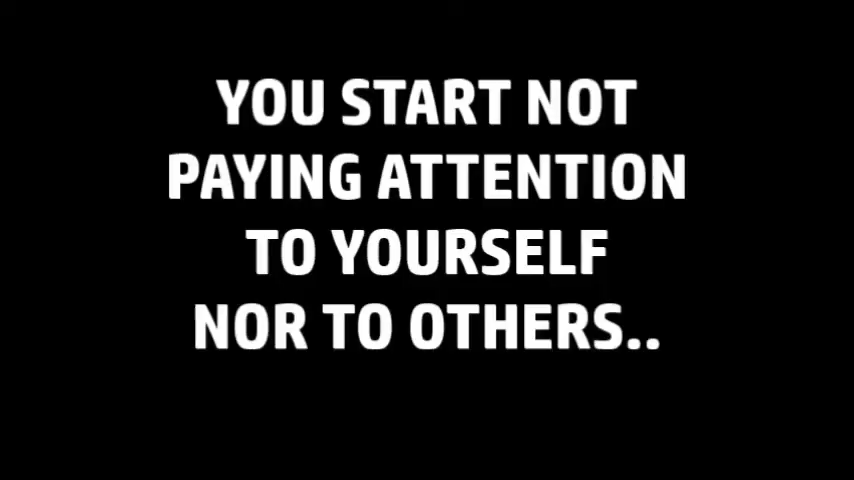 YOU START NOT
PAYING ATTENTION
TO YOURSELF
NOR TO OTHERS..